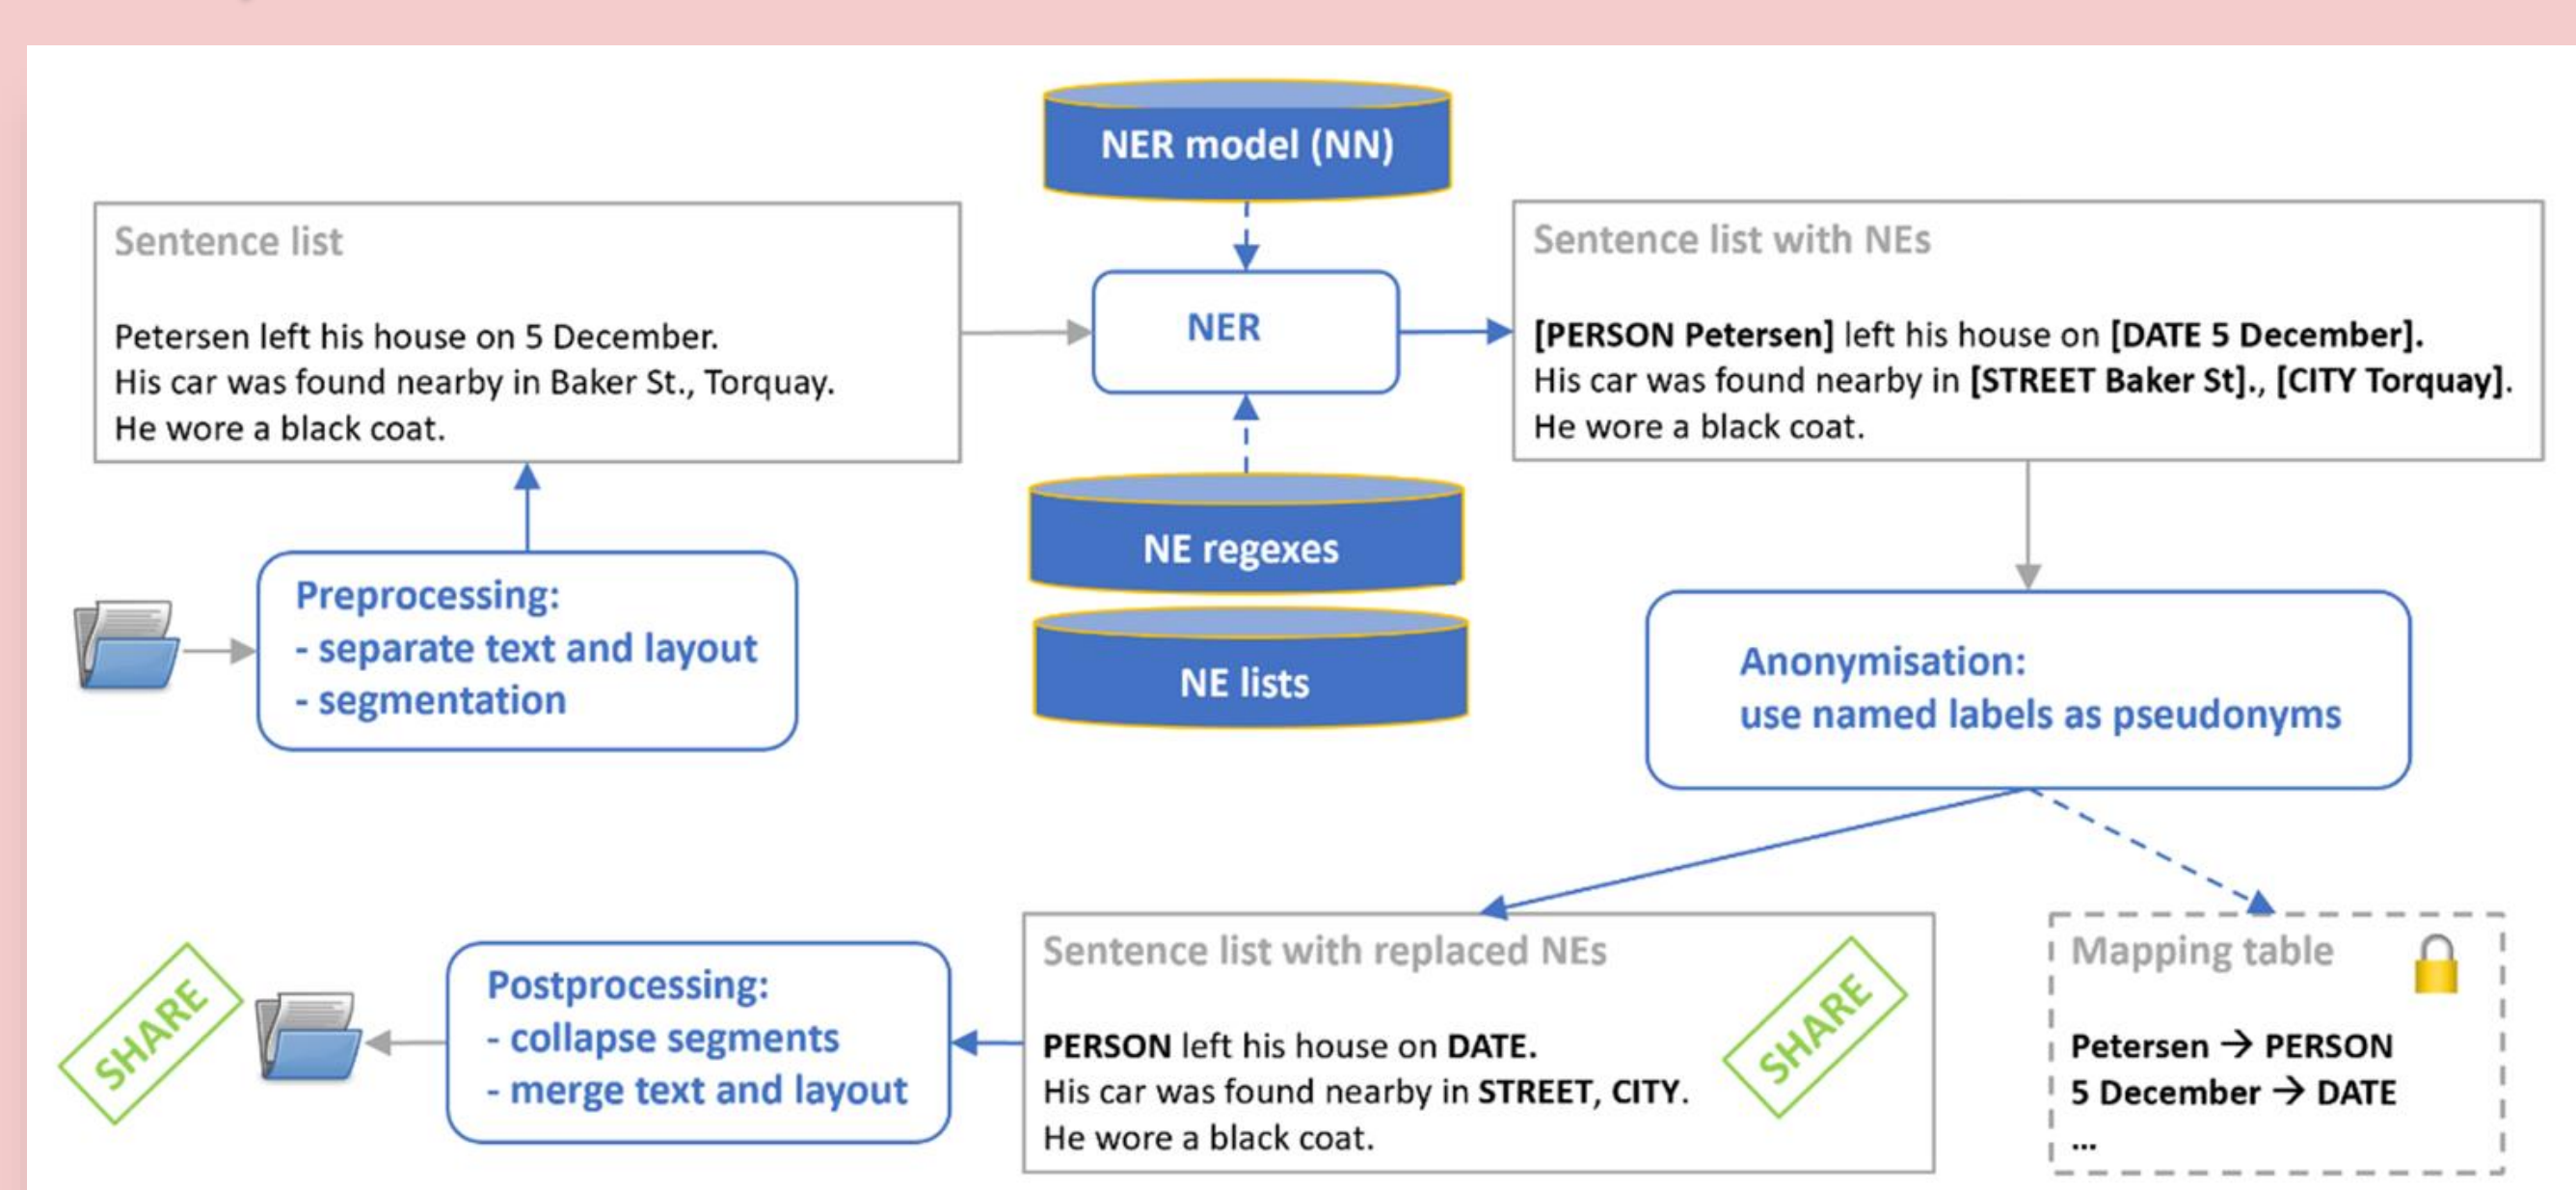 NER model (NN)
Sentence list
Petersen left his house on 5 December.
His car was found nearby in Baker St., Torquay.
He wore a black coat.
NER
Sentence list with NEs
[PERSON Petersen] left his house on [DATE 5 December].
His car was found nearby in [STREET Baker St]., [CITY Torquay].
He wore a black coat.
Preprocessing:
- separate text and layout
- segmentation
NE regexes
NE lists
Anonymisation:
use named labels as pseudonyms
SHARE
Postprocessing:
- collapse segments
- merge text and layout
Sentence list with replaced NEs
PERSON left his house on DATE.
His car was found nearby in STREET, CITY.
He wore a black coat.
SHARE
Mapping table
Petersen → PERSON
5 December → DATE
...